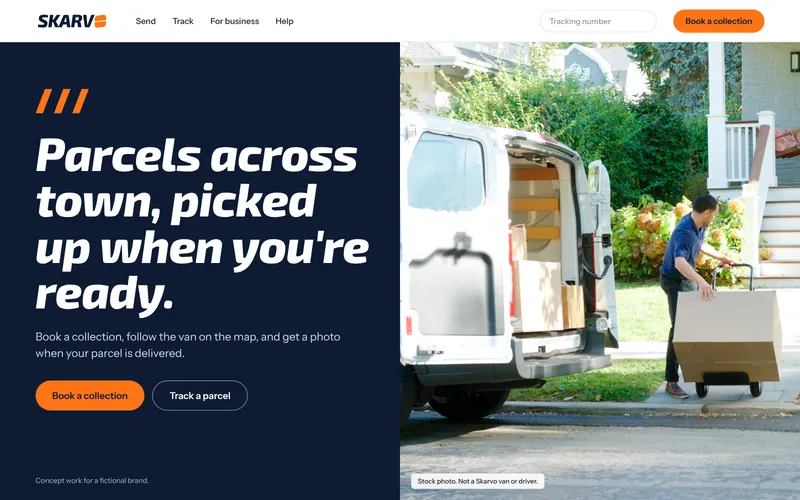 SKARVO
Send
Track
For business
Help
Tracking number
Book a collection
Parcels across
town, picked
up when you're
ready.
Book a collection, follow the van on the map, and get a photo
when your parcel is delivered.
Book a collection
Track a parcel
Concept work for a fictional brand.
Stock photo. Not a Skarvo van or driver.